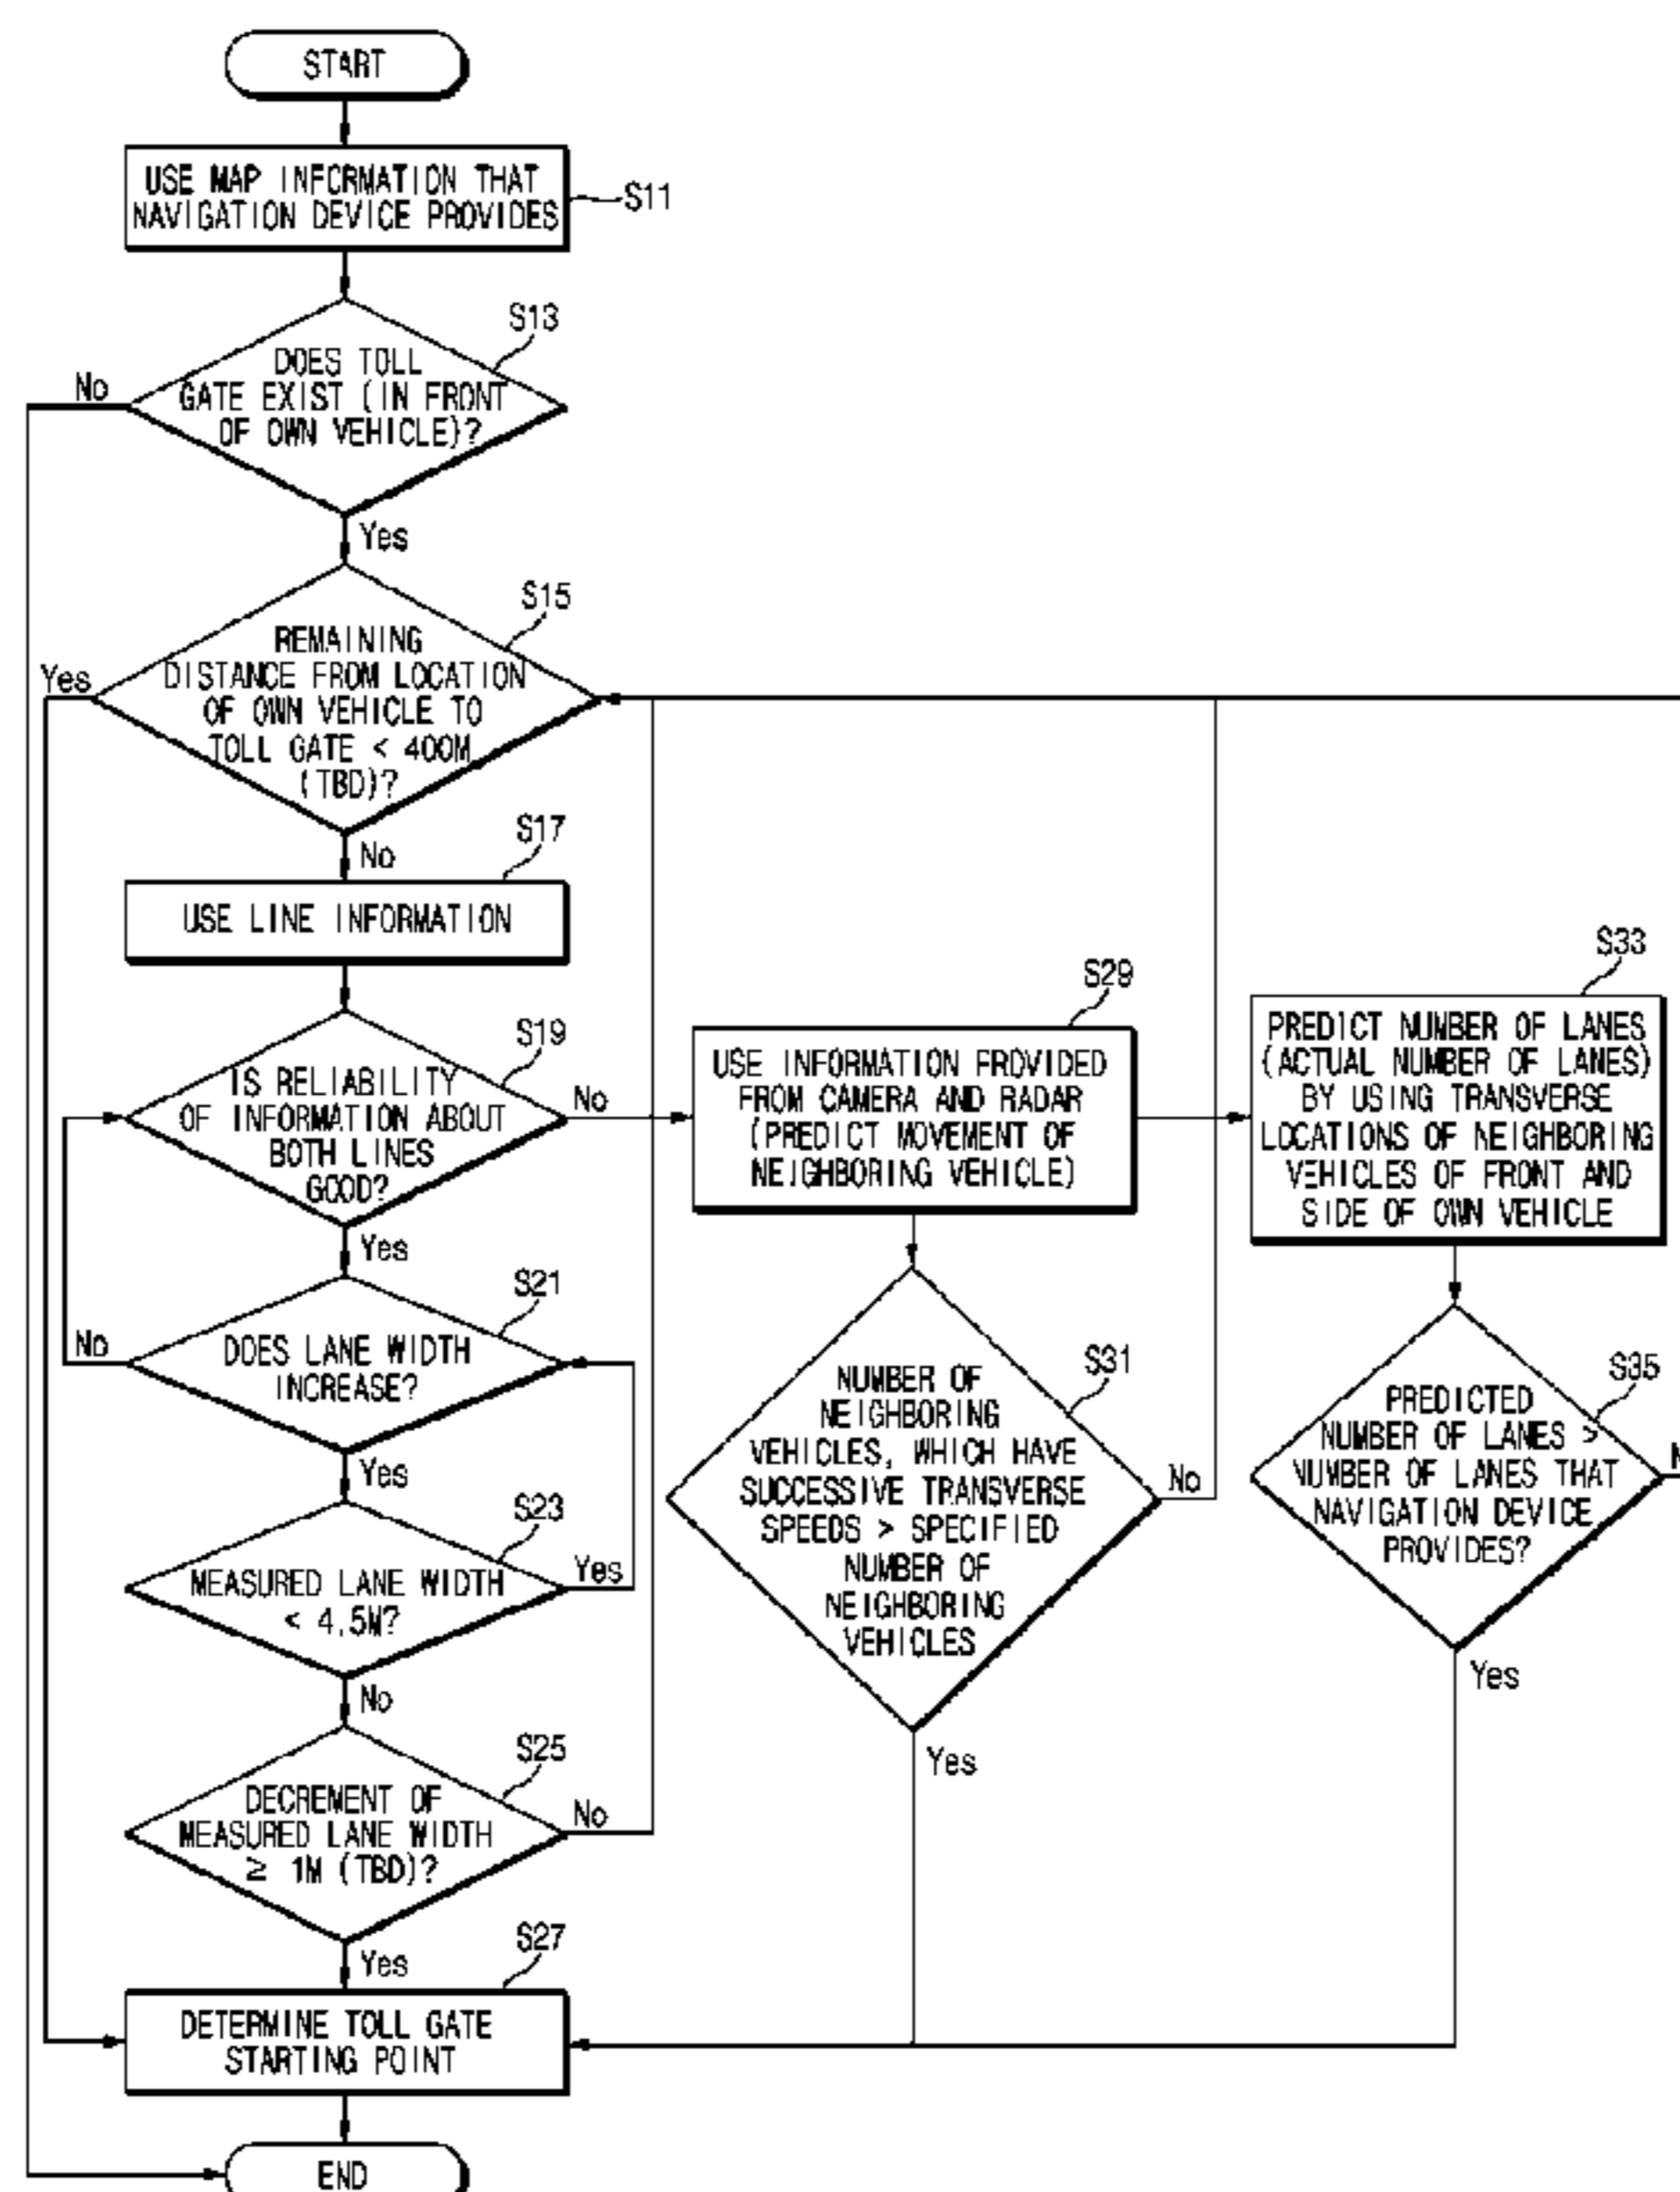 START
USE MAP INFORMATION THAT
NAVIGATION DEVICE PROVIDES
S11
S13
DOES TOLL
GATE EXIST (IN FRONT
OF OWN VEHICLE)?
No
Yes
S15
REMAINING
DISTANCE FROM LOCATION
OF OWN VEHICLE TO
TOLL GATE < 400M
(TBD)?
Yes
No
S17
USE LINE INFORMATION
S19
IS RELIABILITY
OF INFORMATION ABOUT
BOTH LINES
GOOD?
No
Yes
S21
DOES LANE WIDTH
INCREASE?
No
Yes
S23
MEASURED LANE WIDTH
< 4.5M?
Yes
No
S25
DECREMENT OF
MEASURED LANE WIDTH
≥ 1M (TBD)?
No
Yes
S27
DETERMINE TOLL GATE
STARTING POINT
END
S29
USE INFORMATION PROVIDED
FROM CAMERA AND RADAR
(PREDICT MOVEMENT OF
NEIGHBORING VEHICLE)
S31
NUMBER OF
NEIGHBORING
VEHICLES, WHICH HAVE
SUCCESSIVE TRANSVERSE
SPEEDS > SPECIFIED
NUMBER OF
NEIGHBORING
VEHICLES
No
Yes
S33
PREDICT NUMBER OF LANES
(ACTUAL NUMBER OF LANES)
BY USING TRANSVERSE
LOCATIONS OF NEIGHBORING
VEHICLES OF FRONT AND
SIDE OF OWN VEHICLE
S35
PREDICTED
NUMBER OF LANES >
NUMBER OF LANES THAT
NAVIGATION DEVICE
PROVIDES?
Yes